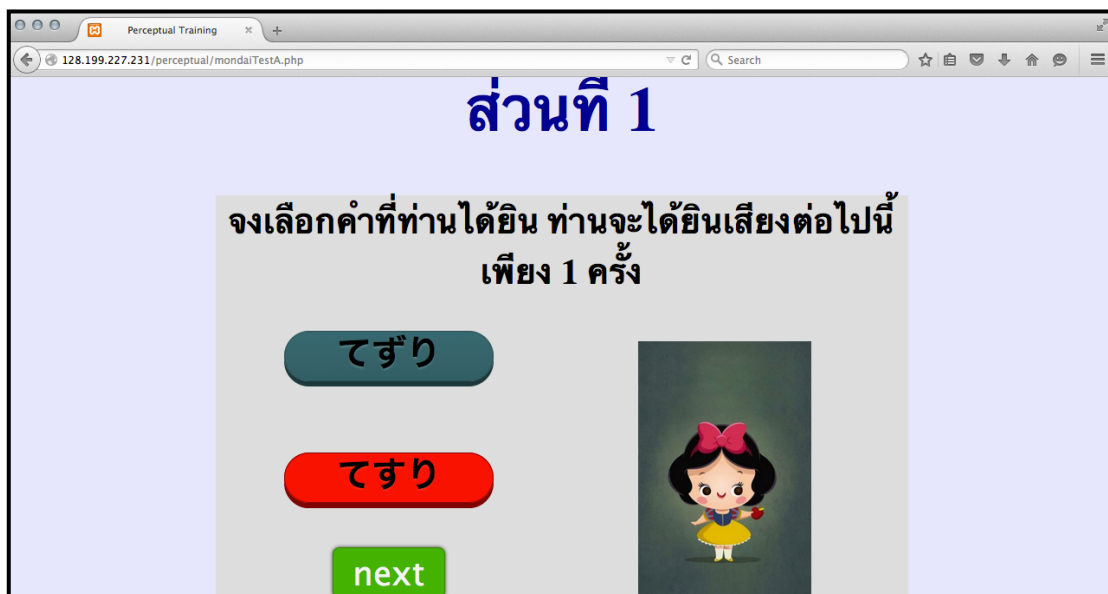 Perceptual Training
128.199.227.231/perceptual/mondaiTestA.php
Search
ส่วนที่ 1
จงเลือกคำที่ท่านได้ยิน ท่านจะได้ยินเสียงต่อไปนี้
เพียง 1 ครั้ง
てずり
てすり
next